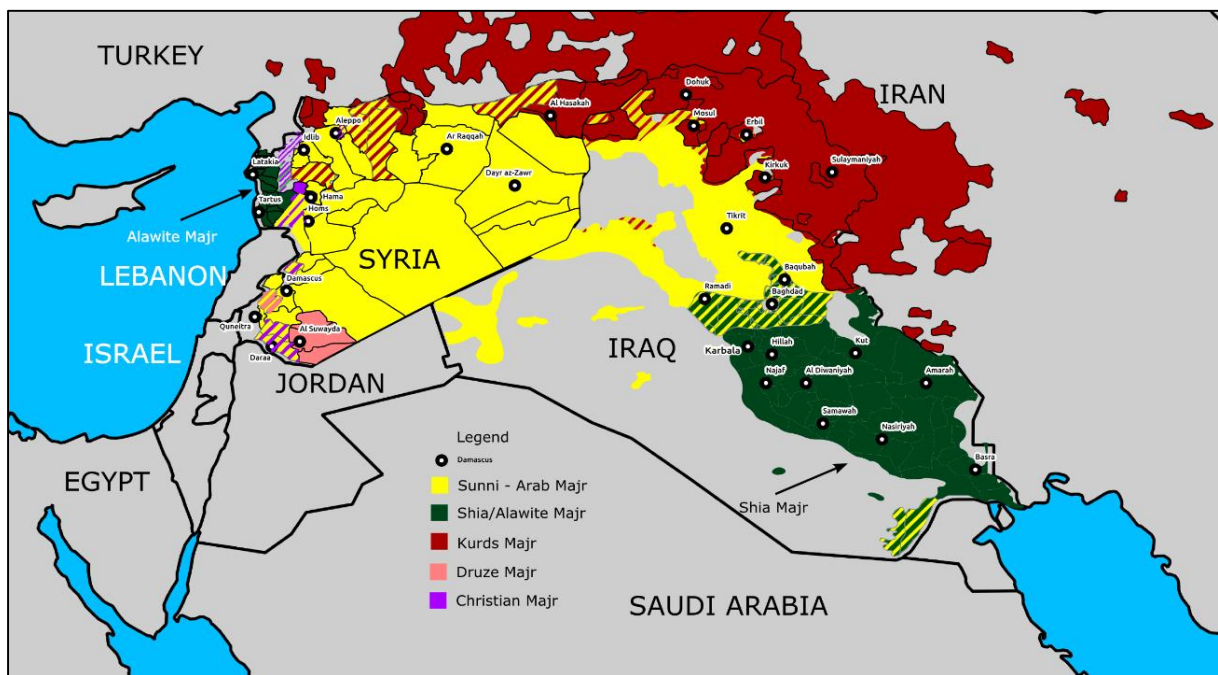 TURKEY
IRAN
Dohuk
Al Hasakah
Mosul
Erbil
Aleppo
Idlib
Ar Raqqah
Kirkuk
Sulaymaniyah
Latakia
Dayr az-Zawr
Hama
Tartus
Homs
Tikrit
Alawite Majr
SYRIA
LEBANON
Baqubah
Damascus
Ramadi
Baghdad
Quneitra
Al Suwayda
ISRAEL
Daraa
IRAQ
Karbala
Hillah
Kut
JORDAN
Najaf
Al Diwaniyah
Amarah
Samawah
Nasiriyah
Legend
Damascus
Basra
EGYPT
Sunni - Arab Majr
Shia Majr
Shia/Alawite Majr
Kurds Majr
Druze Majr
Christian Majr
SAUDI ARABIA